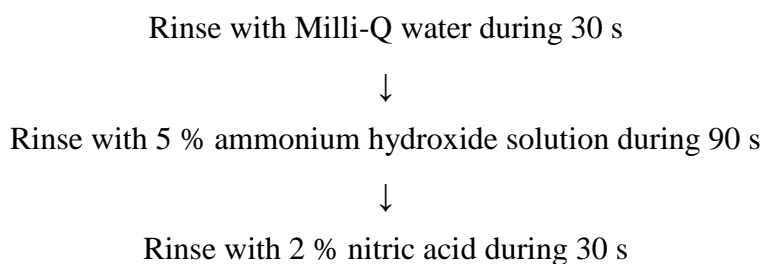 Rinse with Milli-Q water during 30 s
↓
Rinse with 5 % ammonium hydroxide solution during 90 s
↓
Rinse with 2 % nitric acid during 30 s